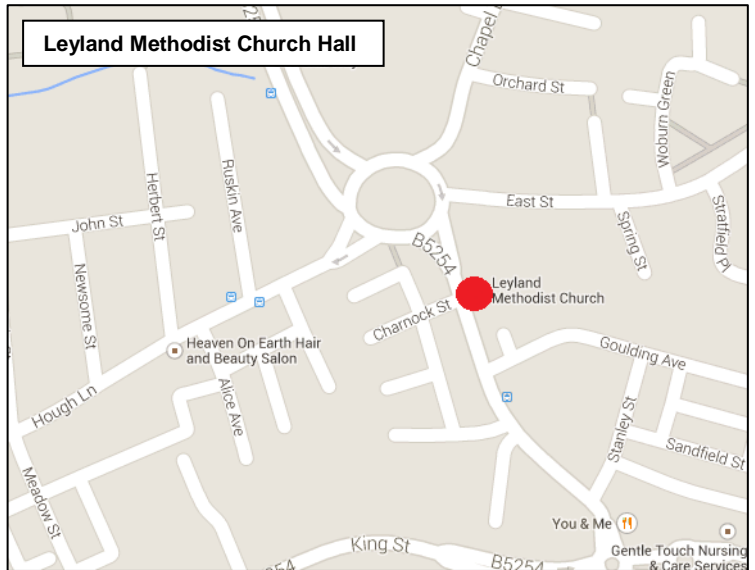 Leyland Methodist Church Hall
Chapel
Orchard St
Woburn Green
Ruskin Ave
Herbert St
East St
Stratfield Pl
John St
Spring St
B5254
Newsome St
Leyland
Methodist Church
Charnock St
Heaven On Earth Hair
and Beauty Salon
Goulding Ave
Alice Ave
Hough Ln
Stanley St
Sandfield St
Meadow St
You & Me
King St
Gentle Touch Nursing
& Care Services
B5254